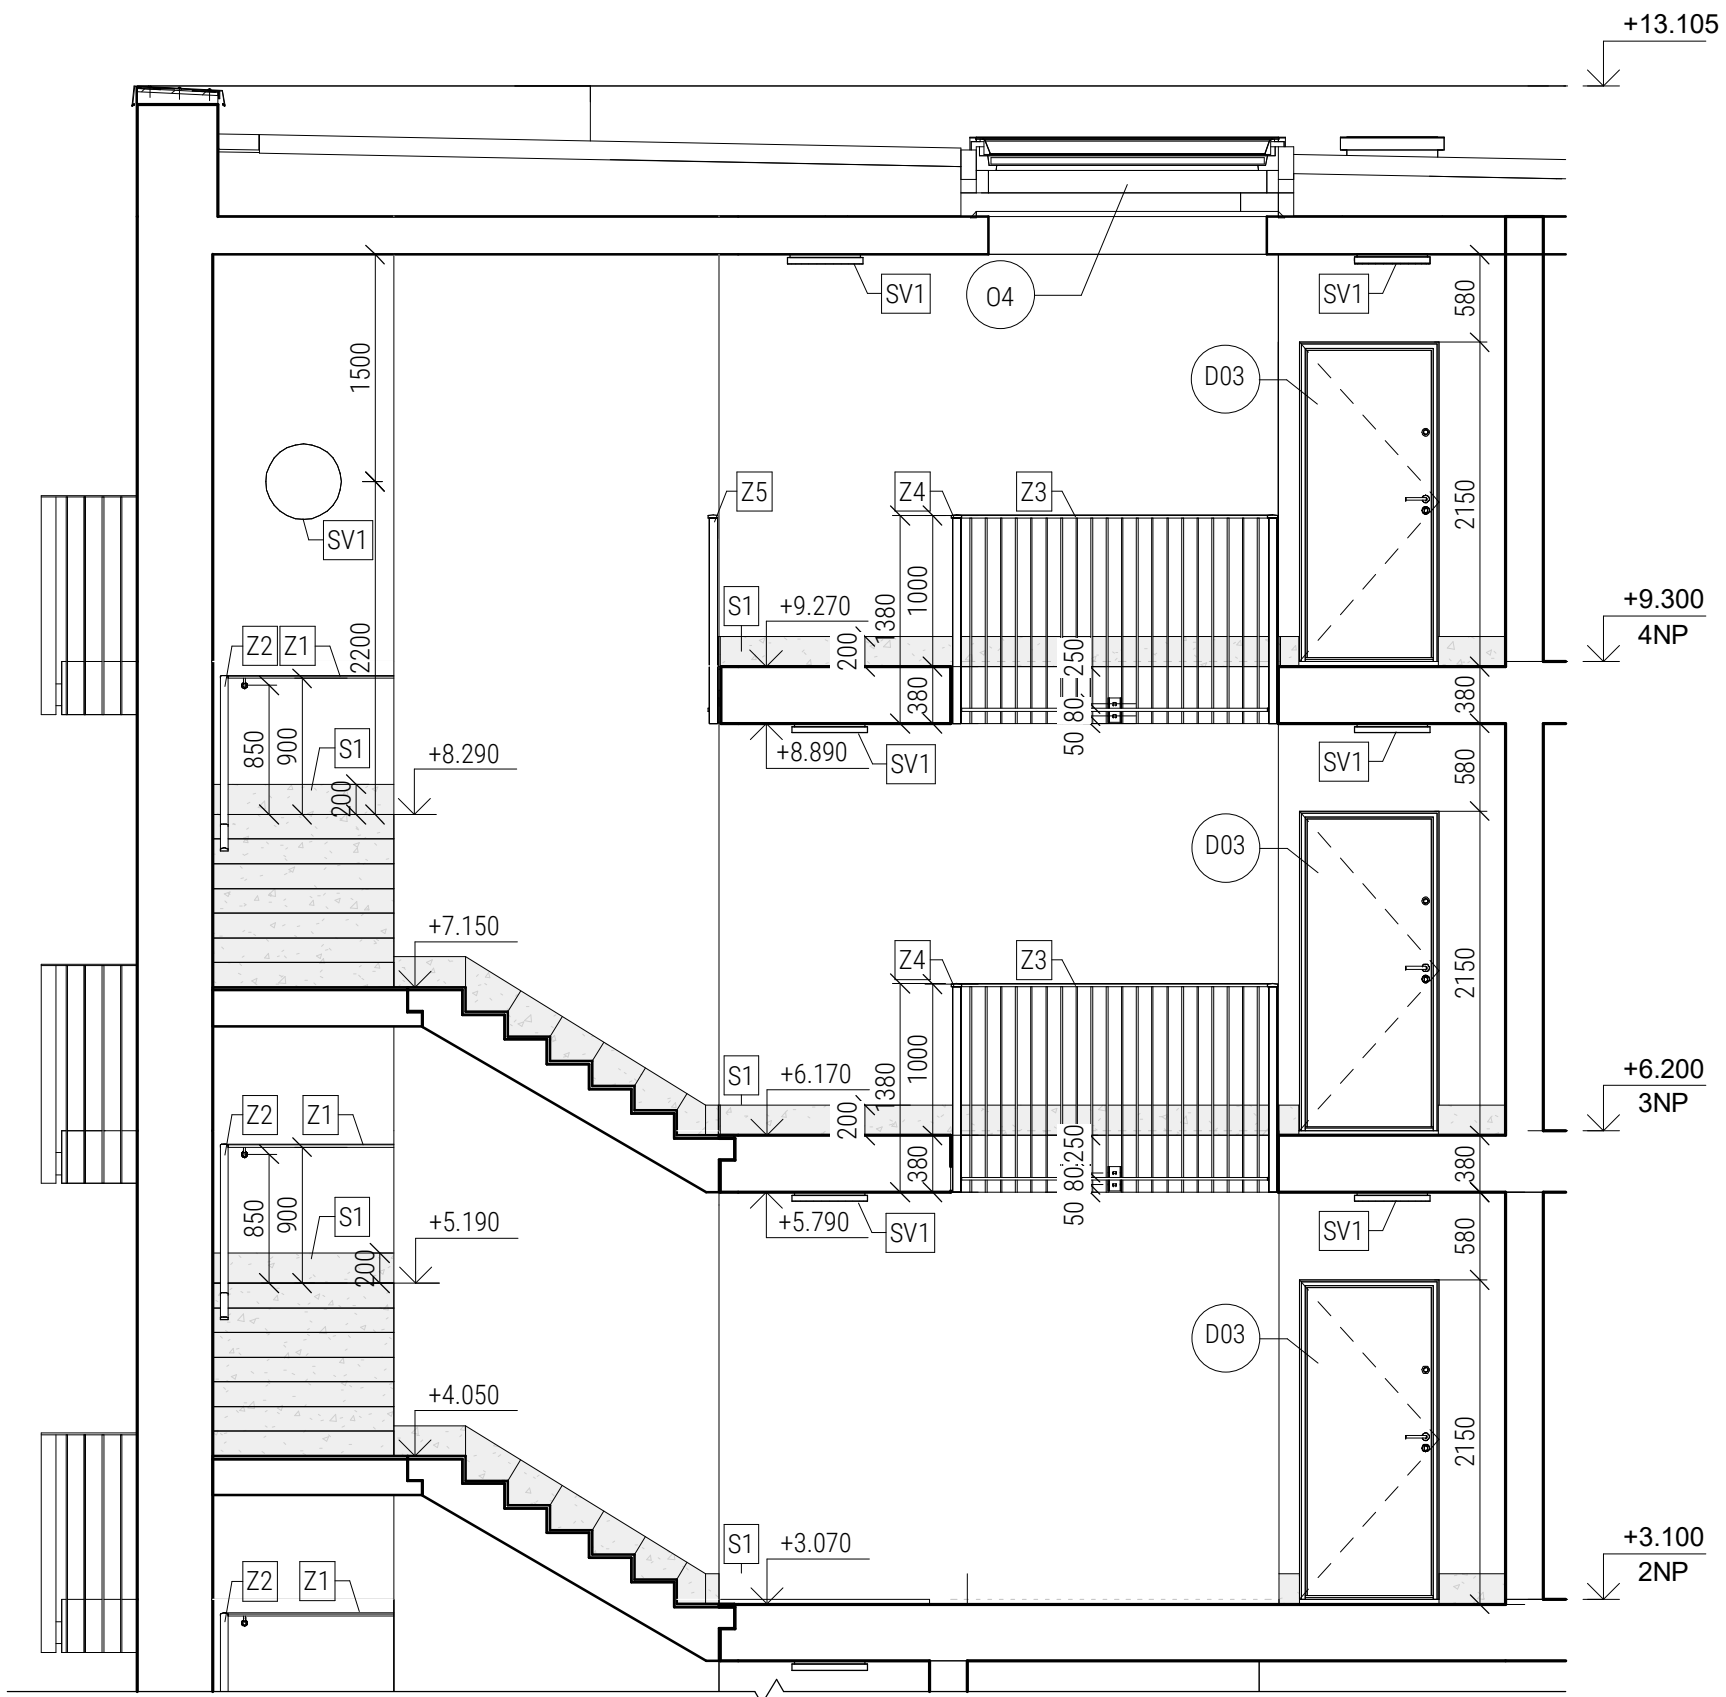 +13.105
SV1
O4
SV1
580
1500
D03
SV1
Z5
Z4
Z3
2150
S1
+9.270
1380
1000
+9.300
4NP
Z2
Z1
2200
200
250
380
380
50
80
850
900
S1
200
+8.290
+8.890
SV1
SV1
580
D03
+7.150
Z4
Z3
2150
S1
+6.170
1380
1000
+6.200
3NP
Z2
Z1
200
250
380
380
50
80
850
900
S1
200
+5.190
+5.790
SV1
SV1
580
D03
+4.050
2150
S1
+3.070
+3.100
2NP
Z2
Z1